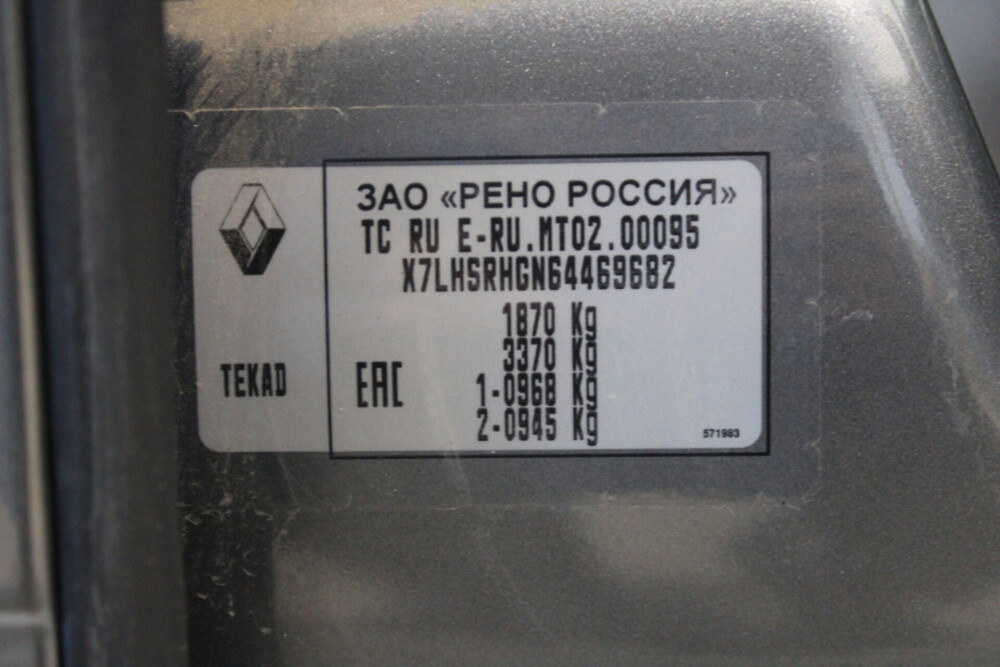 ЗАО «РЕНО РОССИЯ»
TC RU E-RU.MT02.00095
X7LHSRHGN64469682
1870 Kg
3370 Kg
1-0968 Kg
2-0945 Kg
TEKAD
EAC
571983